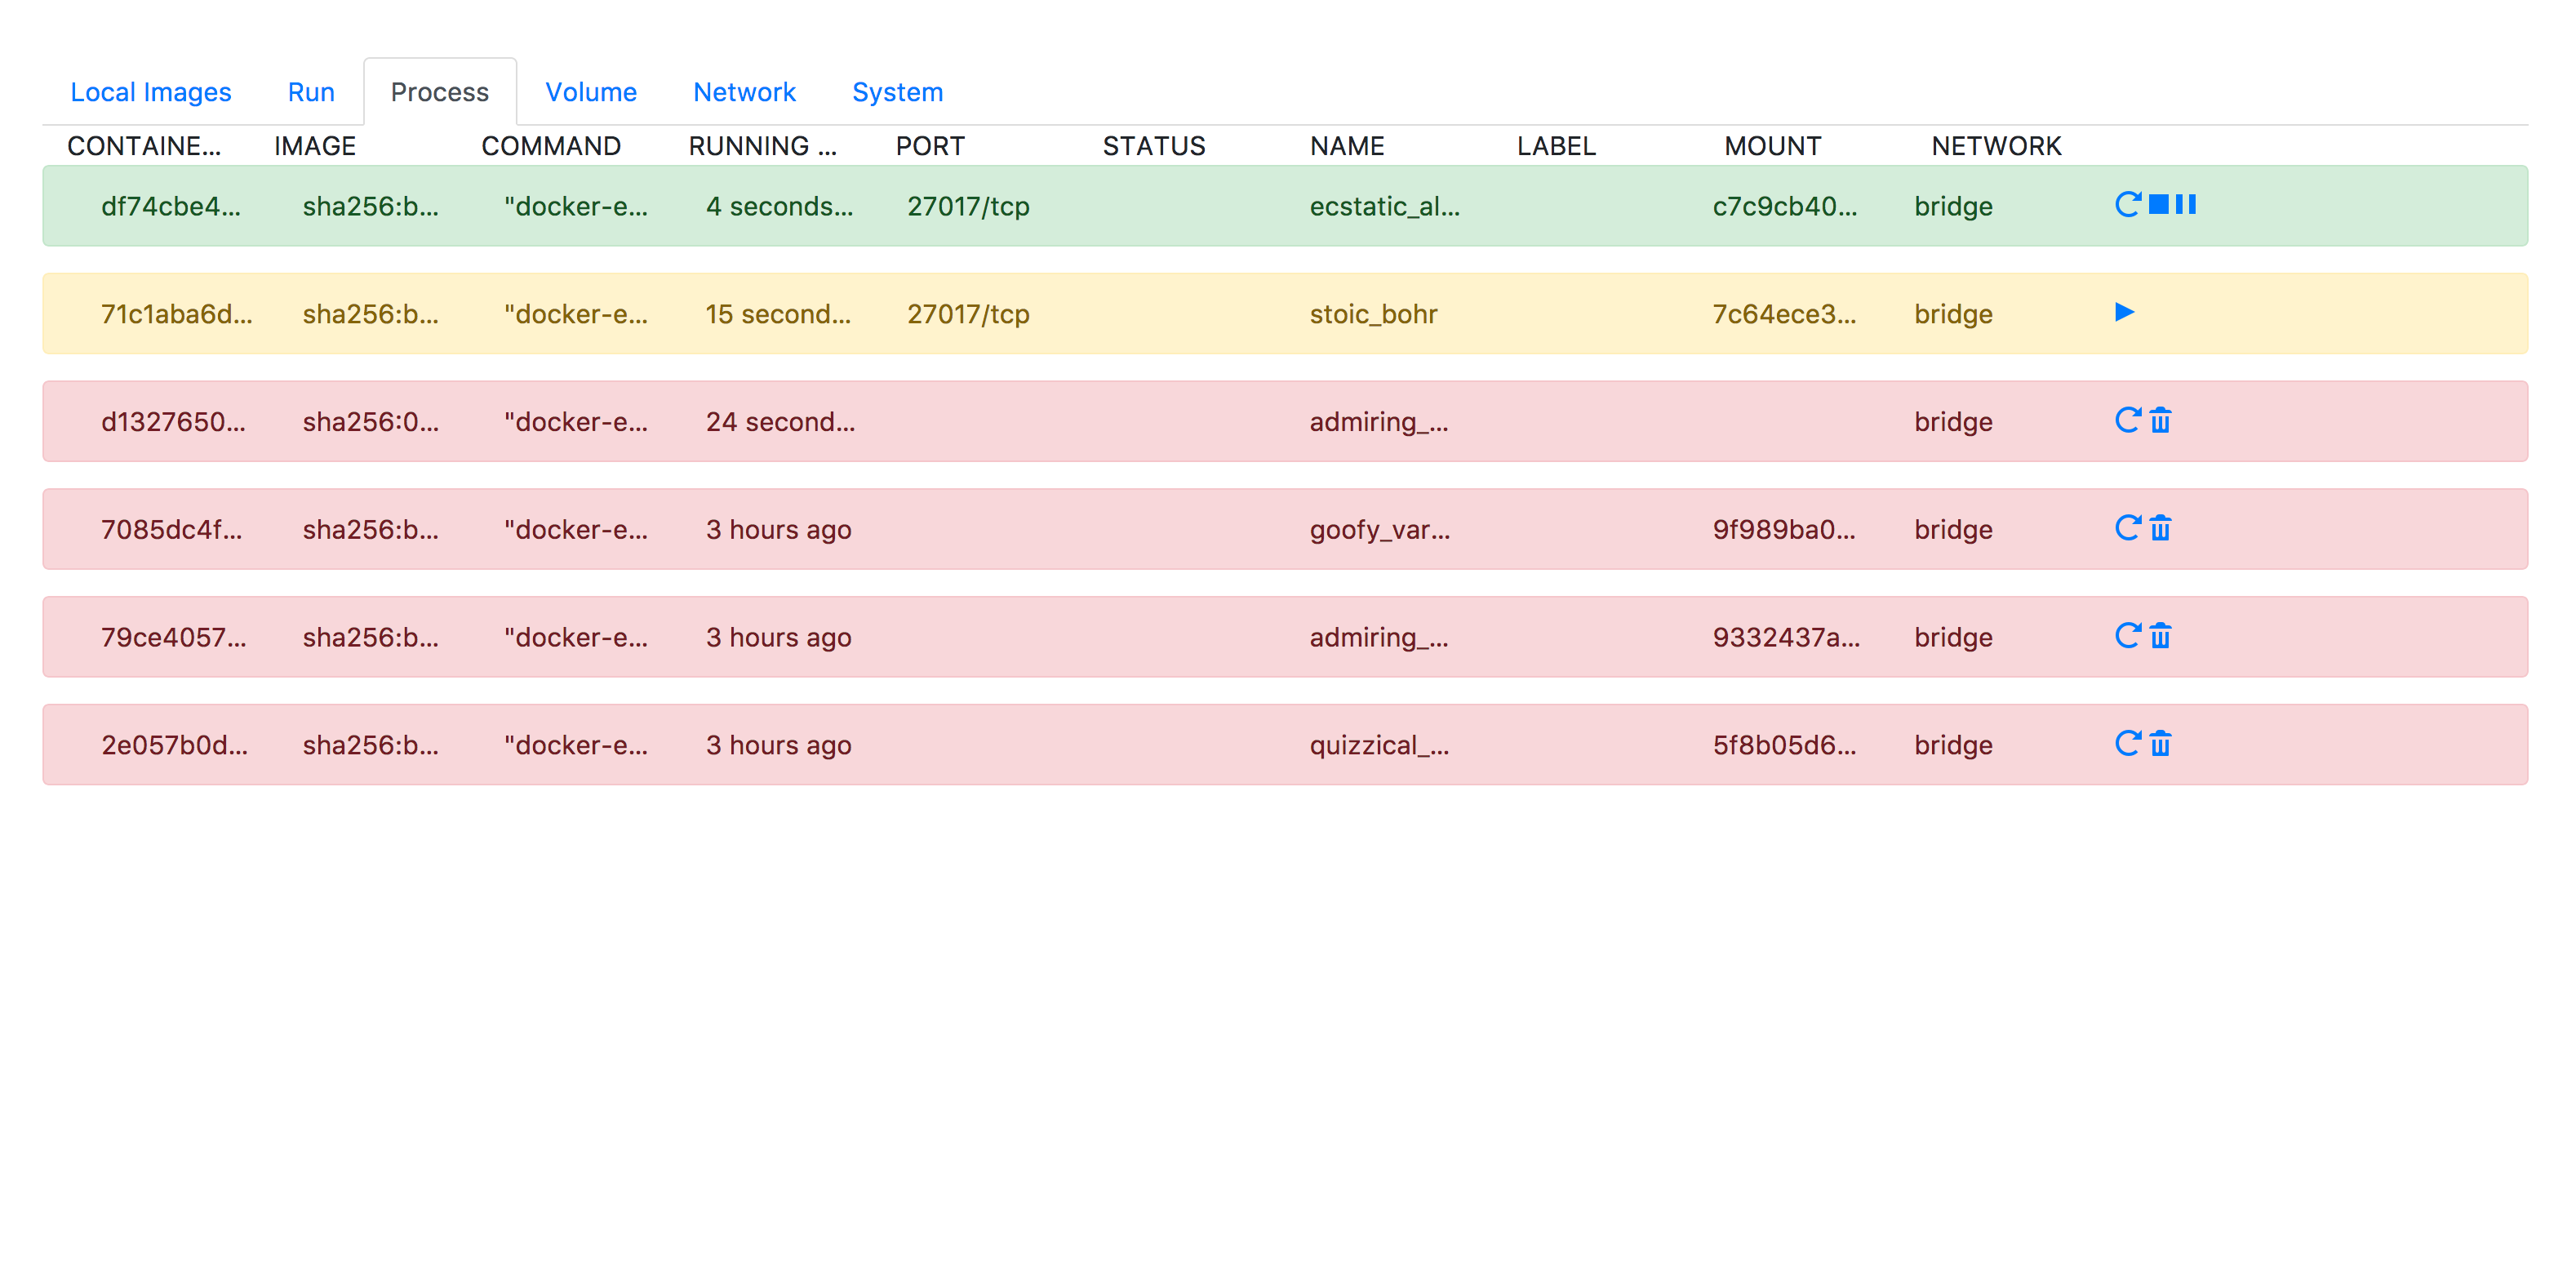 Local Images Run Process Volume Network System
CONTAINE... IMAGE COMMAND RUNNING ... PORT STATUS NAME LABEL MOUNT NETWORK
df74cbe4... sha256:b... "docker-e... 4 seconds... 27017/tcp ecstatic_al... c7c9cb40... bridge
71c1aba6d... sha256:b... "docker-e... 15 second... 27017/tcp stoic_bohr 7c64ece3... bridge
d1327650... sha256:0... "docker-e... 24 second... admiring_... bridge
7085dc4f... sha256:b... "docker-e... 3 hours ago goofy_var... 9f989ba0... bridge
79ce4057... sha256:b... "docker-e... 3 hours ago admiring_... 9332437a... bridge
2e057b0d... sha256:b... "docker-e... 3 hours ago quizzical_... 5f8b05d6... bridge